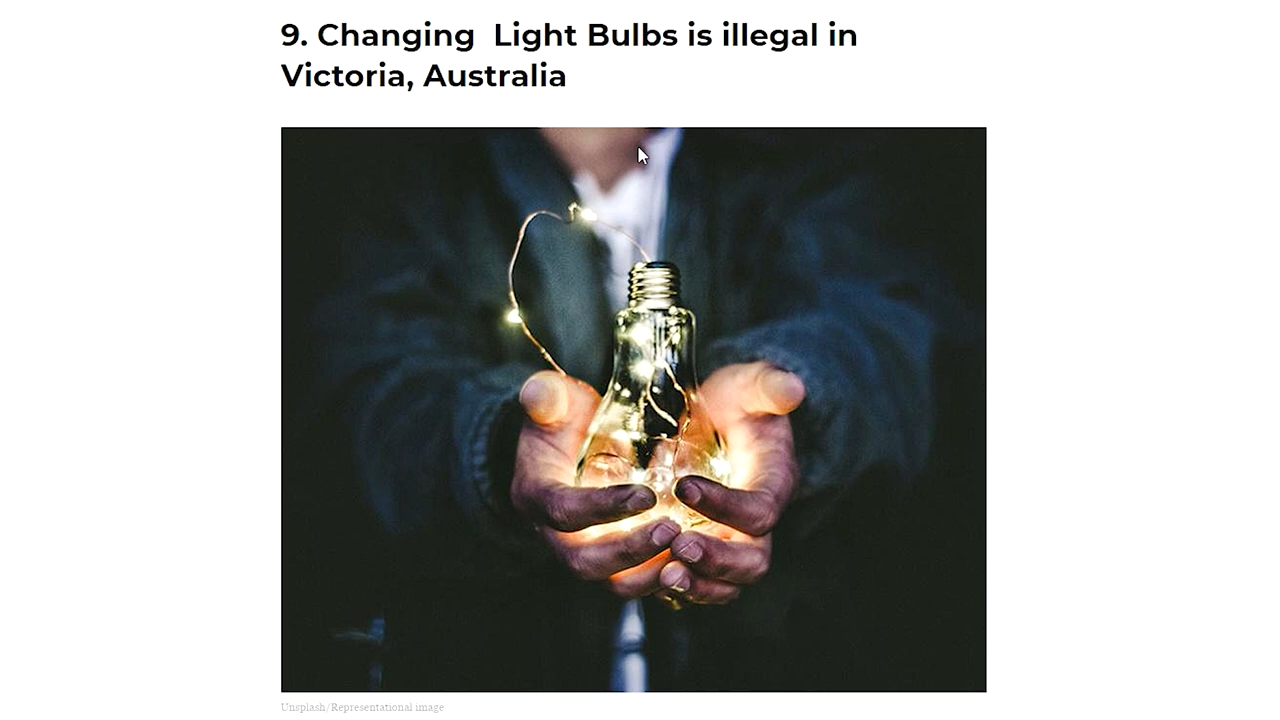 9. Changing  Light Bulbs is illegal in
Victoria, Australia
Unsplash/Representational image